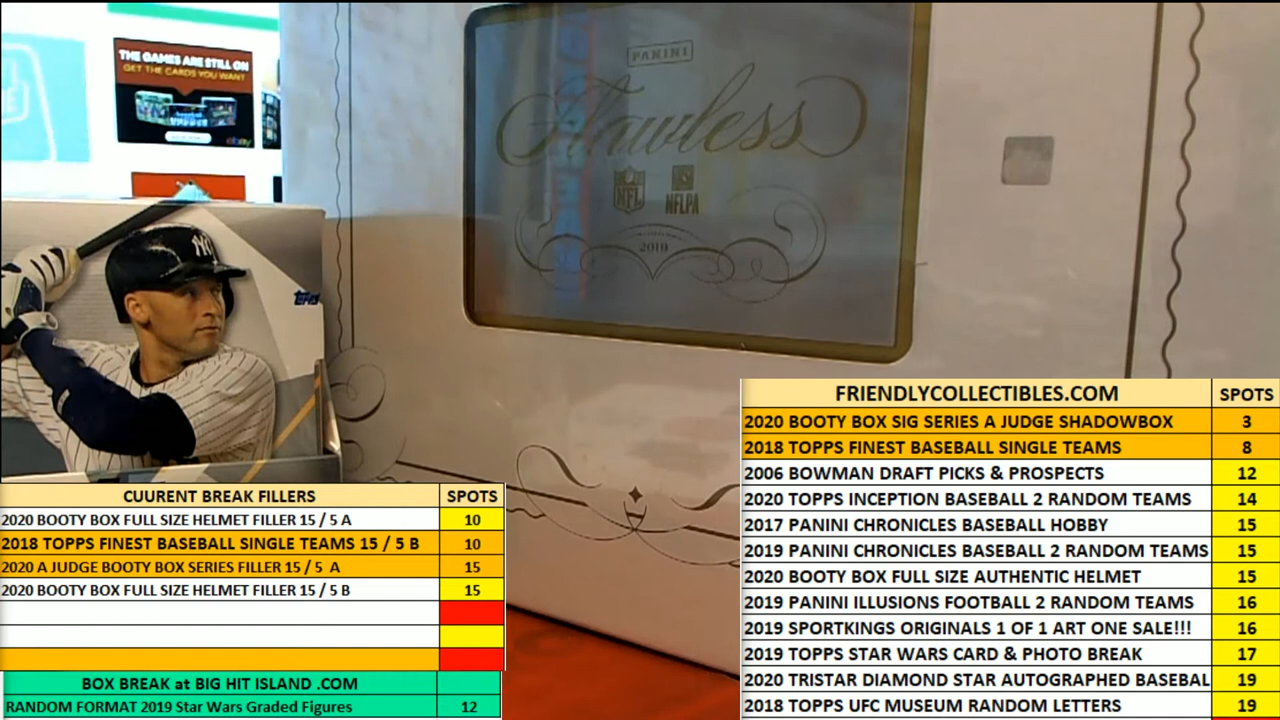 THE GAMES ARE STILL ON
GET THE CARDS YOU WANT
ebay
PANINI
Flawless
NFL
NFLPA
2019
NY
Topps
CUURENT BREAK FILLERS SPOTS
2020 BOOTY BOX FULL SIZE HELMET FILLER 15 / 5 A 10
2018 TOPPS FINEST BASEBALL SINGLE TEAMS 15 / 5 B 10
2020 A JUDGE BOOTY BOX SERIES FILLER 15 / 5 A 15
2020 BOOTY BOX FULL SIZE HELMET FILLER 15 / 5 B 15
BOX BREAK at BIG HIT ISLAND .COM
RANDOM FORMAT 2019 Star Wars Graded Figures 12
FRIENDLYCOLLECTIBLES.COM SPOTS
2020 BOOTY BOX SIG SERIES A JUDGE SHADOWBOX 3
2018 TOPPS FINEST BASEBALL SINGLE TEAMS 8
2006 BOWMAN DRAFT PICKS & PROSPECTS 12
2020 TOPPS INCEPTION BASEBALL 2 RANDOM TEAMS 14
2017 PANINI CHRONICLES BASEBALL HOBBY 15
2019 PANINI CHRONICLES BASEBALL 2 RANDOM TEAMS 15
2020 BOOTY BOX FULL SIZE AUTHENTIC HELMET 15
2019 PANINI ILLUSIONS FOOTBALL 2 RANDOM TEAMS 16
2019 SPORTKINGS ORIGINALS 1 OF 1 ART ONE SALE!!! 16
2019 TOPPS STAR WARS CARD & PHOTO BREAK 17
2020 TRISTAR DIAMOND STAR AUTOGRAPHED BASEBAL 19
2018 TOPPS UFC MUSEUM RANDOM LETTERS 19